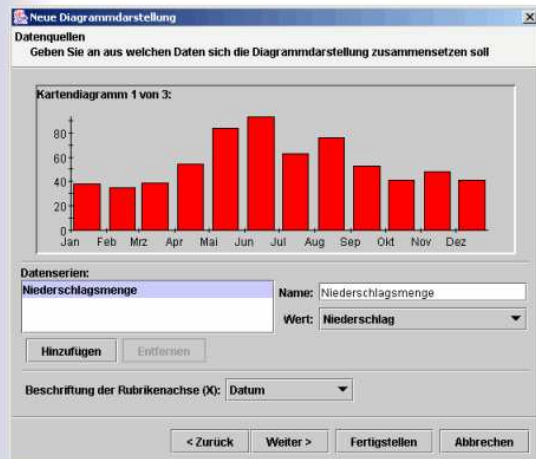 Neue Diagrammdarstellung
Datenquellen
Geben Sie an aus welchen Daten sich die Diagrammdarstellung zusammensetzen soll
Kartendiagramm 1 von 3:
80
60
40
20
0
Jan Feb Mrz Apr Mai Jun Jul Aug Sep Okt Nov Dez
Datenserien:
Niederschlagsmenge
Name: Niederschlagsmenge
Wert: Niederschlag
Hinzufügen Entfernen
Beschriftung der Rubrikenachse (X): Datum
< Zurück Weiter > Fertigstellen Abbrechen